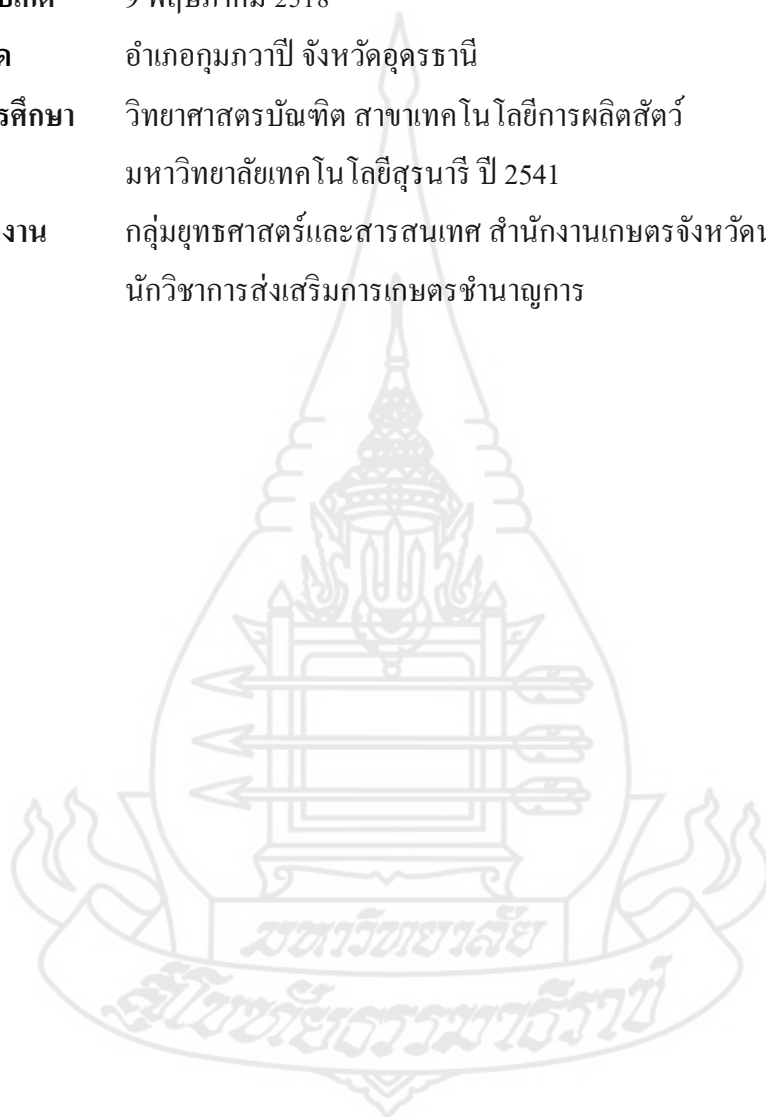 9 พฤษภาคม 2518
อำเภอกุมภวาปี จังหวัดอุดรธานี
วิทยาศาสตรบัณฑิต สาขาเทคโนโลยีการผลิตสัตว์
มหาวิทยาลัยเทคโนโลยีสุรนารี ปี 2541
กลุ่มยุทธศาสตร์และสารสนเทศ สำนักงานเกษตรจังหวัด
นักวิชาการส่งเสริมการเกษตรชำนาญการ
มหาวิทยาลัย
สุโขทัยธรรมาธิราช